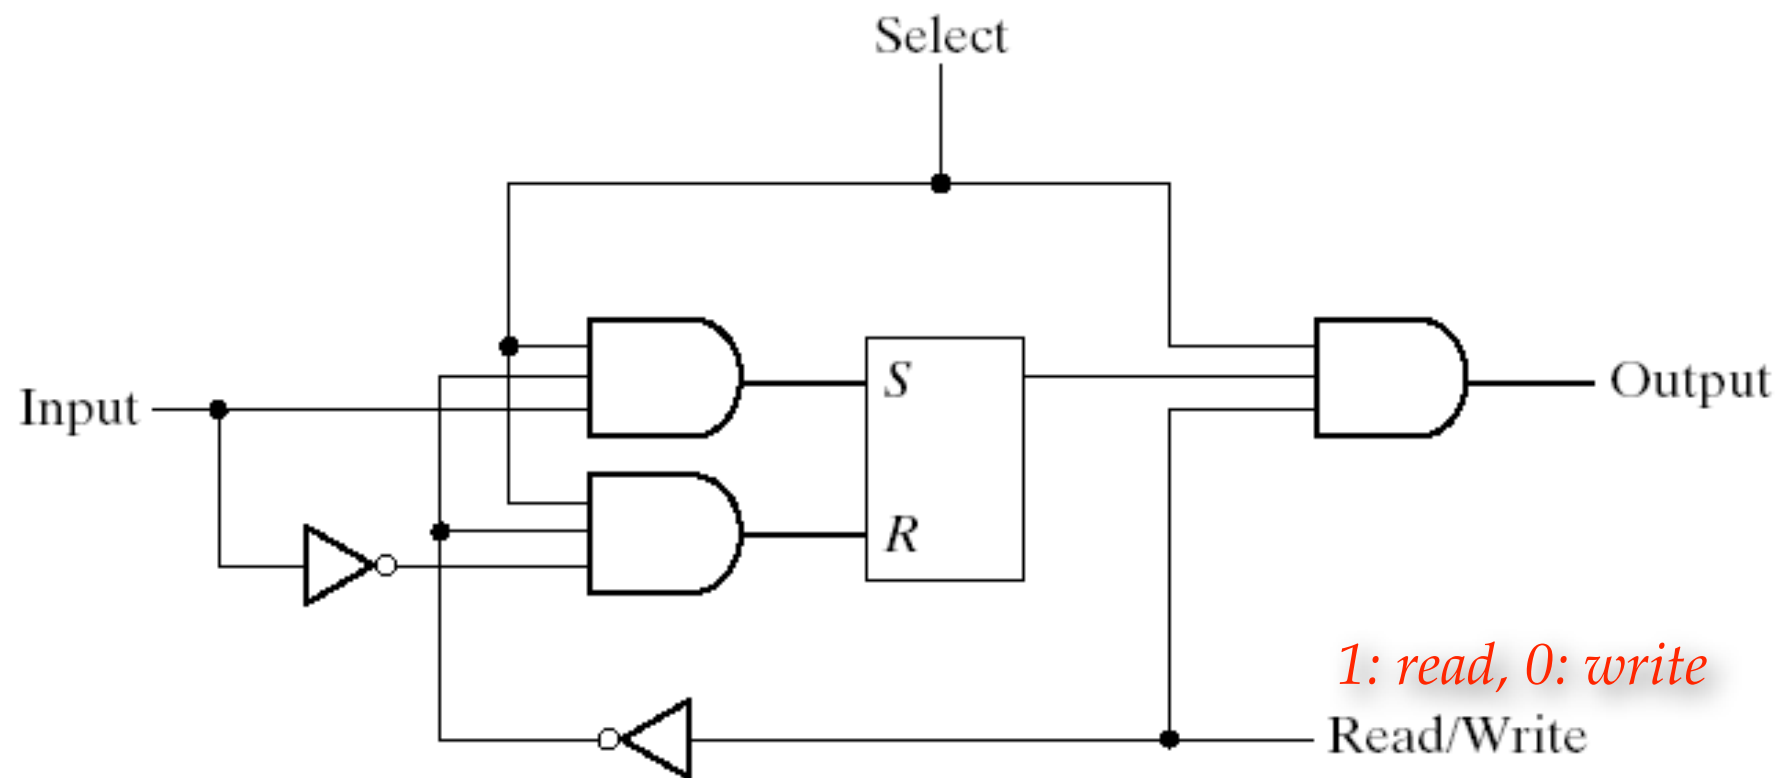 Select
Input
S
Output
R
1: read, 0: write
Read/Write